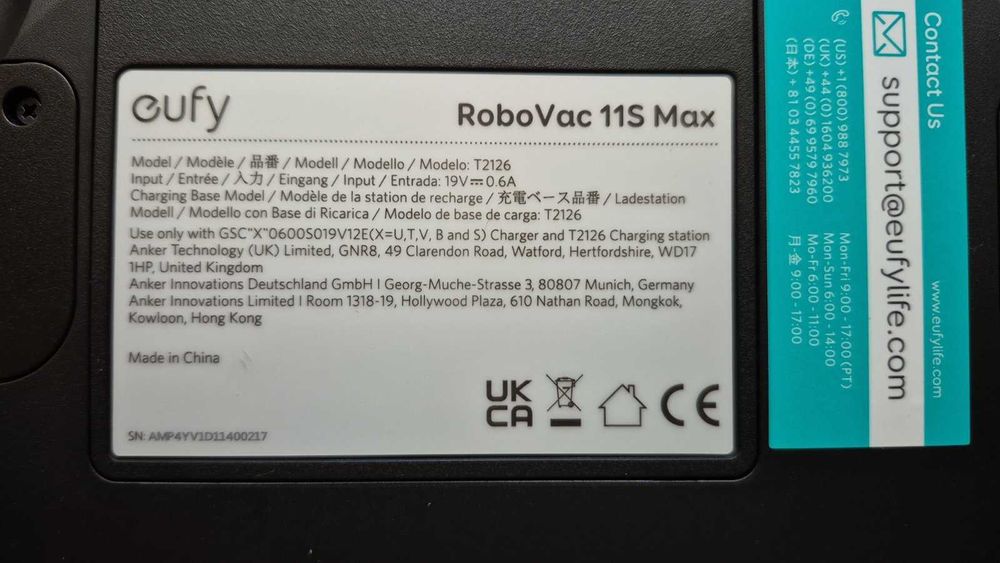 eufy
RoboVac 11S Max
Model / Modèle / 品番 / Modell / Modello / Modelo: T2126
Input / Entrée / 入力 / Eingang / Input / Entrada: 19V⎓0.6A
Charging Base Model / Modèle de la station de recharge / 充電ベース品番 / Ladestation
Modell / Modello con Base di Ricarica / Modelo de base de carga: T2126
Use only with GSC"X"0600S019V12E(X=U,T,V, B and S) Charger and T2126 Charging station
Anker Technology (UK) Limited, GNR8, 49 Clarendon Road, Watford, Hertfordshire, WD17
1HP, United Kingdom
Anker Innovations Deutschland GmbH I Georg-Muche-Strasse 3, 80807 Munich, Germany
Anker Innovations Limited I Room 1318-19, Hollywood Plaza, 610 Nathan Road, Mongkok,
Kowloon, Hong Kong
Made in China
UK
CA
CE
SN: AMP4YV1D11400217
Contact Us
www.eufylife.com
support@eufylife.com
(US) +1 (800) 988 7973 Mon-Fri 9:00 - 17:00 (PT)
(UK) +44 (0) 1604 936200 Mon-Sun 6:00 - 14:00
(DE) +49 (0) 69 9579 7960 Mo-Fr 6:00 - 11:00
(日本) + 81 03 4455 7823 月-金 9:00 - 17:00